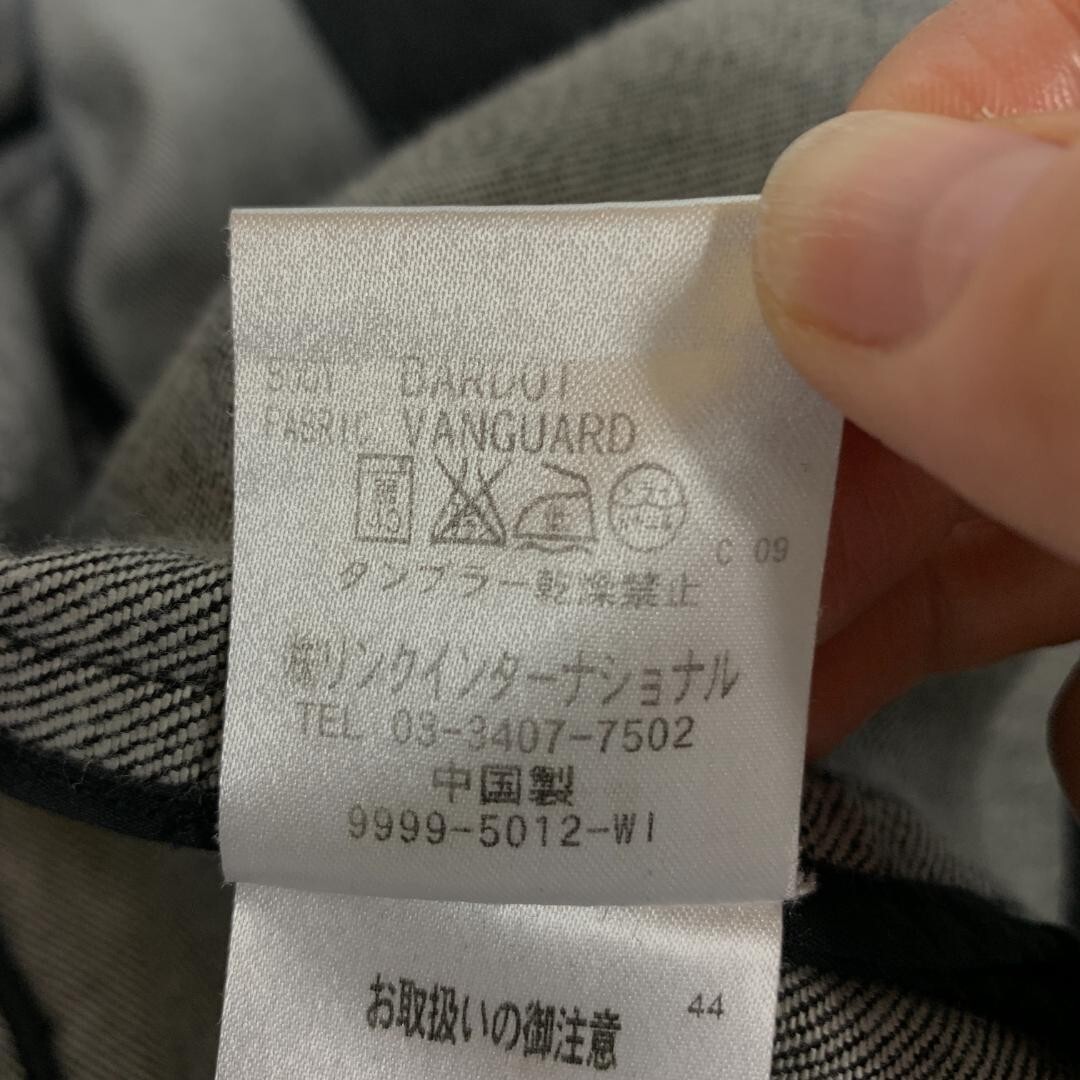 BARDOT
FABRIC VANGUARD
C 09
タンブラー乾燥禁止
㈱リンクインターナショナル
TEL 03-3407-7502
中国製
9999-5012-WI
お取扱いの御注意 44